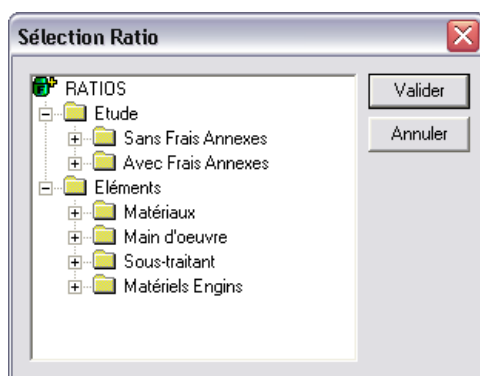 Sélection Ratio
RATIOS
Etude
Sans Frais Annexes
Avec Frais Annexes
Eléments
Matériaux
Main d'oeuvre
Sous-traitant
Matériels Engins
Valider
Annuler